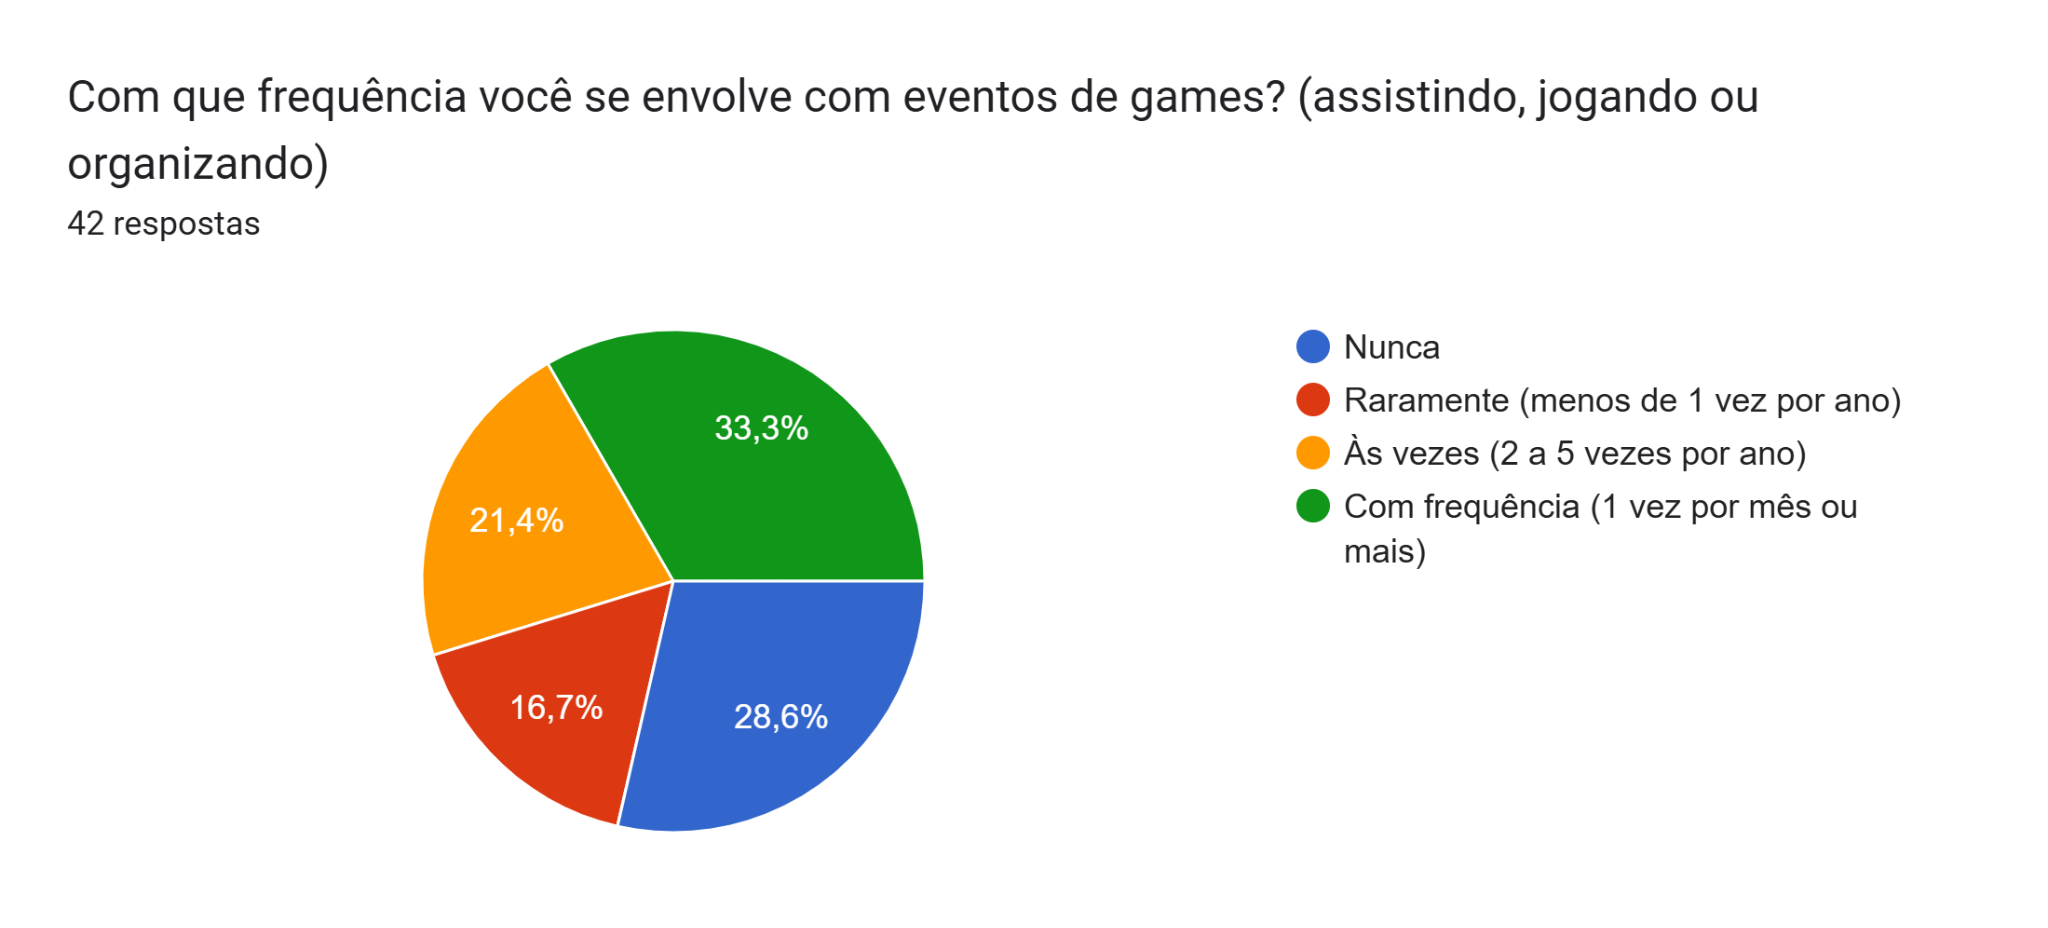 Com que frequência você se envolve com eventos de games? (assistindo, jogando ou
organizando)
42 respostas
33,3%
21,4%
16,7%
28,6%
Nunca
Raramente (menos de 1 vez por ano)
Às vezes (2 a 5 vezes por ano)
Com frequência (1 vez por mês ou
mais)